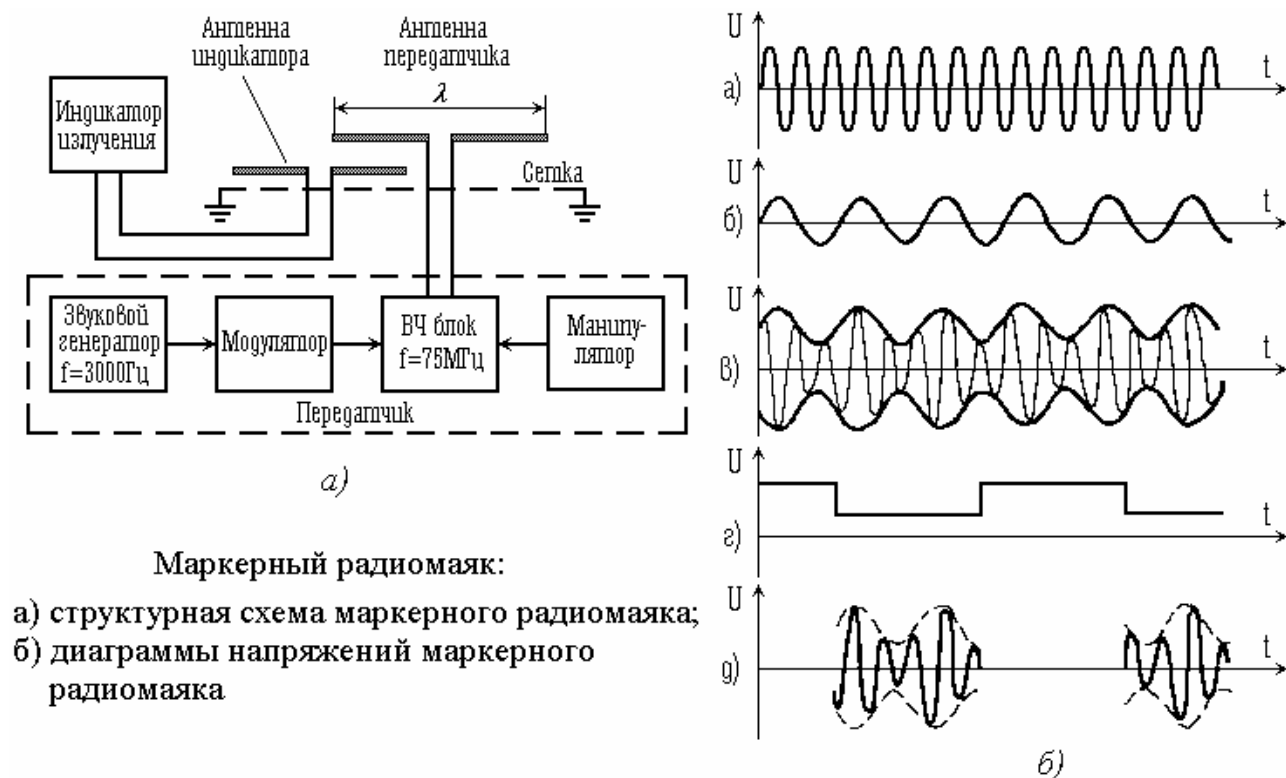 Антенна
индикатора
Антенна
передатчика
λ
Индикатор
излучения
Сетка
Звуковой
генератор
f=3000Гц
Модулятор
ВЧ блок
f=75МГц
Манипу-
лятор
Передатчик
а)
Маркерный радиомаяк:
а) структурная схема маркерного радиомаяка;
б) диаграммы напряжений маркерного
радиомаяка
U
t
а)
U
t
б)
U
t
в)
U
t
г)
U
t
д)
б)